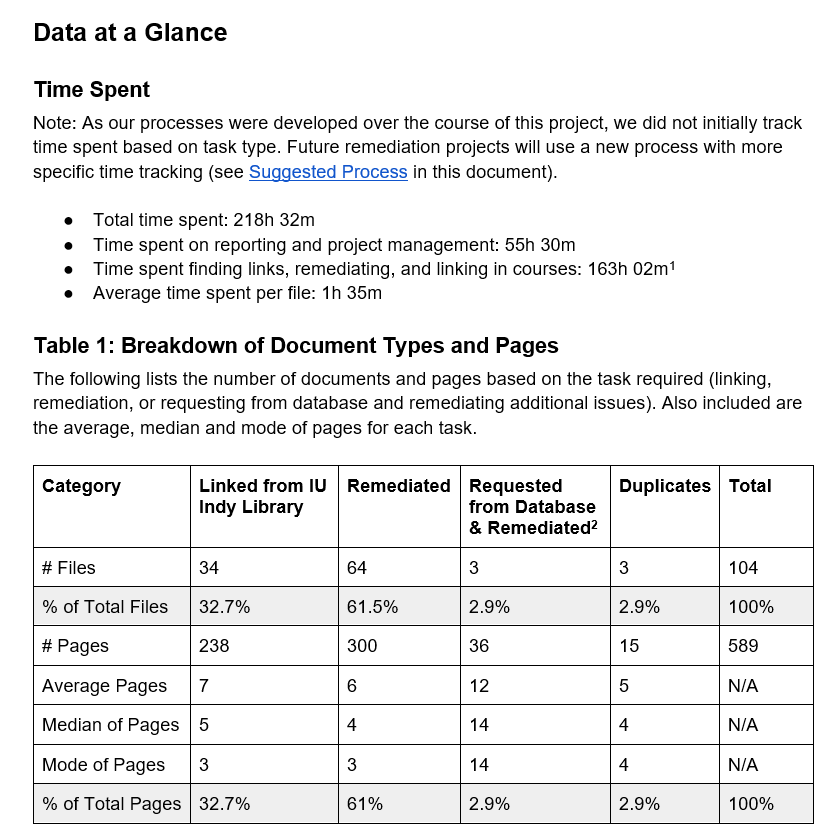 Data at a Glance
Time Spent
Note: As our processes were developed over the course of this project, we did not initially track
time spent based on task type. Future remediation projects will use a new process with more
specific time tracking (see Suggested Process in this document).
● Total time spent: 218h 32m
● Time spent on reporting and project management: 55h 30m
● Time spent finding links, remediating, and linking in courses: 163h 02m¹
● Average time spent per file: 1h 35m
Table 1: Breakdown of Document Types and Pages
The following lists the number of documents and pages based on the task required (linking,
remediation, or requesting from database and remediating additional issues). Also included are
the average, median and mode of pages for each task.
Category | Linked from IU Indy Library | Remediated | Requested from Database & Remediated² | Duplicates | Total
# Files | 34 | 64 | 3 | 3 | 104
% of Total Files | 32.7% | 61.5% | 2.9% | 2.9% | 100%
# Pages | 238 | 300 | 36 | 15 | 589
Average Pages | 7 | 6 | 12 | 5 | N/A
Median of Pages | 5 | 4 | 14 | 4 | N/A
Mode of Pages | 3 | 3 | 14 | 4 | N/A
% of Total Pages | 32.7% | 61% | 2.9% | 2.9% | 100%